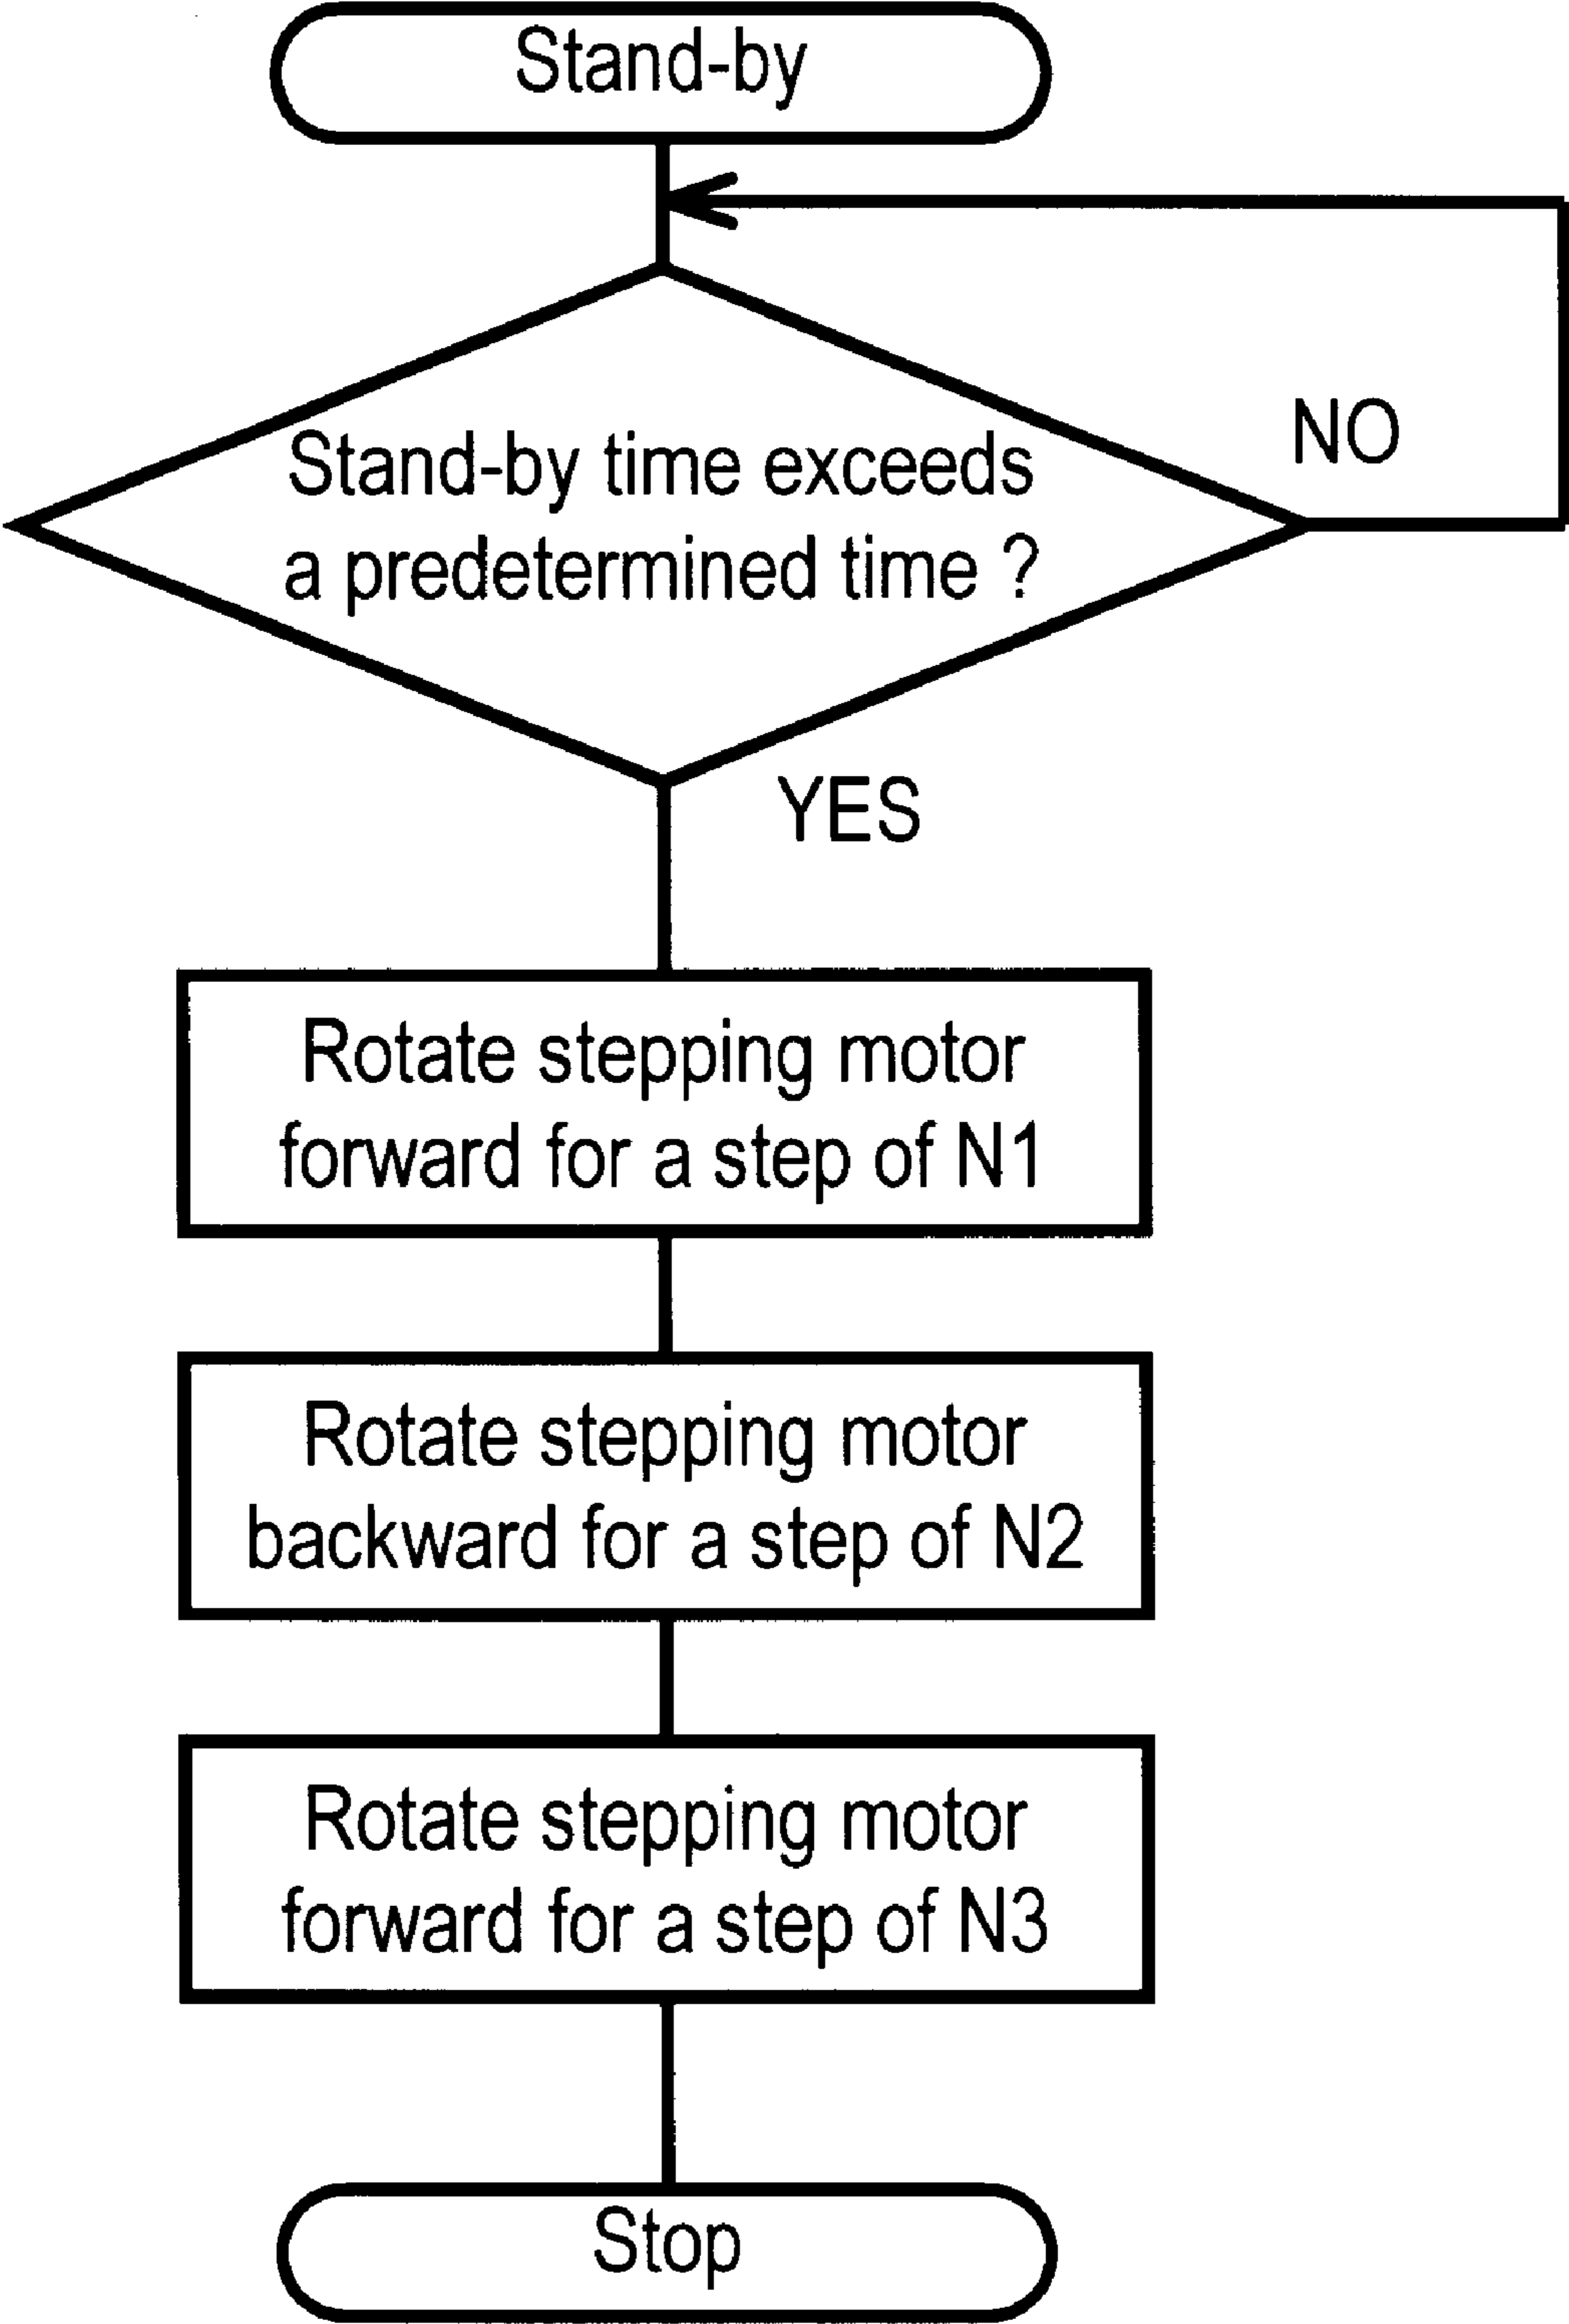 Stand-by
Stand-by time exceeds
a predetermined time ?
NO
YES
Rotate stepping motor
forward for a step of N1
Rotate stepping motor
backward for a step of N2
Rotate stepping motor
forward for a step of N3
Stop